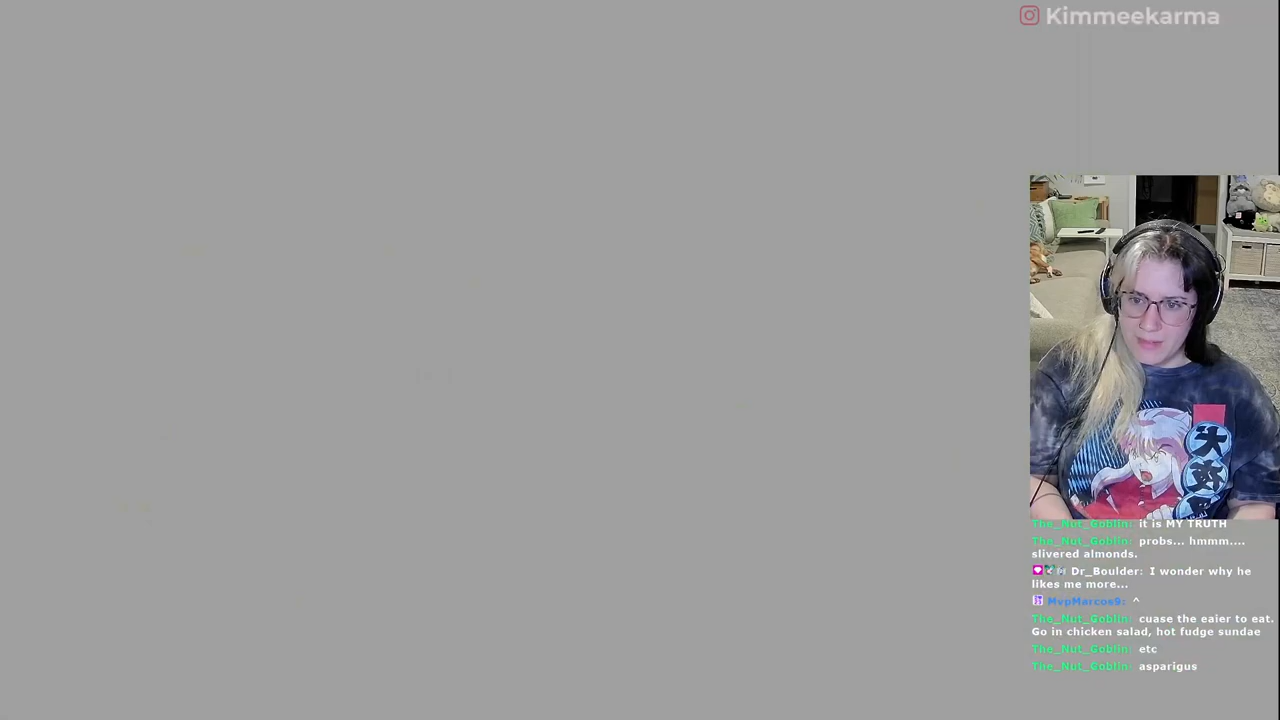 Kimmeekarma
大
The_Nut_Goblin: it is MY TRUTH
The_Nut_Goblin: probs... hmmm....
slivered almonds.
Dr_Boulder: I wonder why he
likes me more...
MvpMarcos9: ^
The_Nut_Goblin: cuase the eaier to eat.
Go in chicken salad, hot fudge sundae
The_Nut_Goblin: etc
The_Nut_Goblin: asparigus